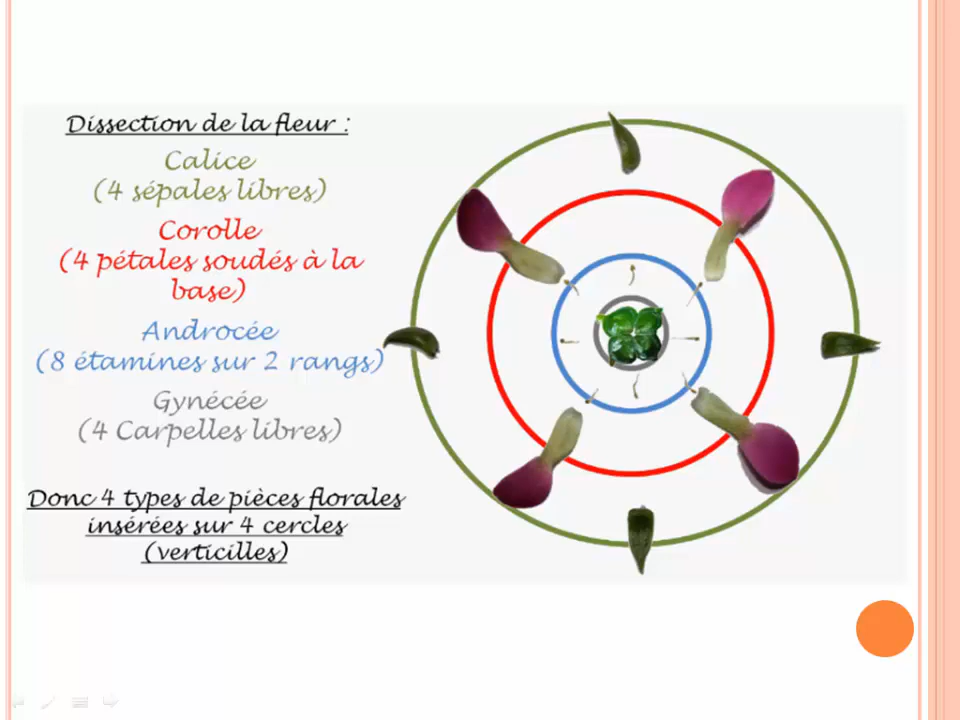 Dissection de la fleur :
Calice
(4 sépales libres)
Corolle
(4 pétales soudés à la
base)
Androcée
(8 étamines sur 2 rangs)
Gynécée
(4 Carpelles libres)
Donc 4 types de pièces florales
insérées sur 4 cercles
(verticilles)